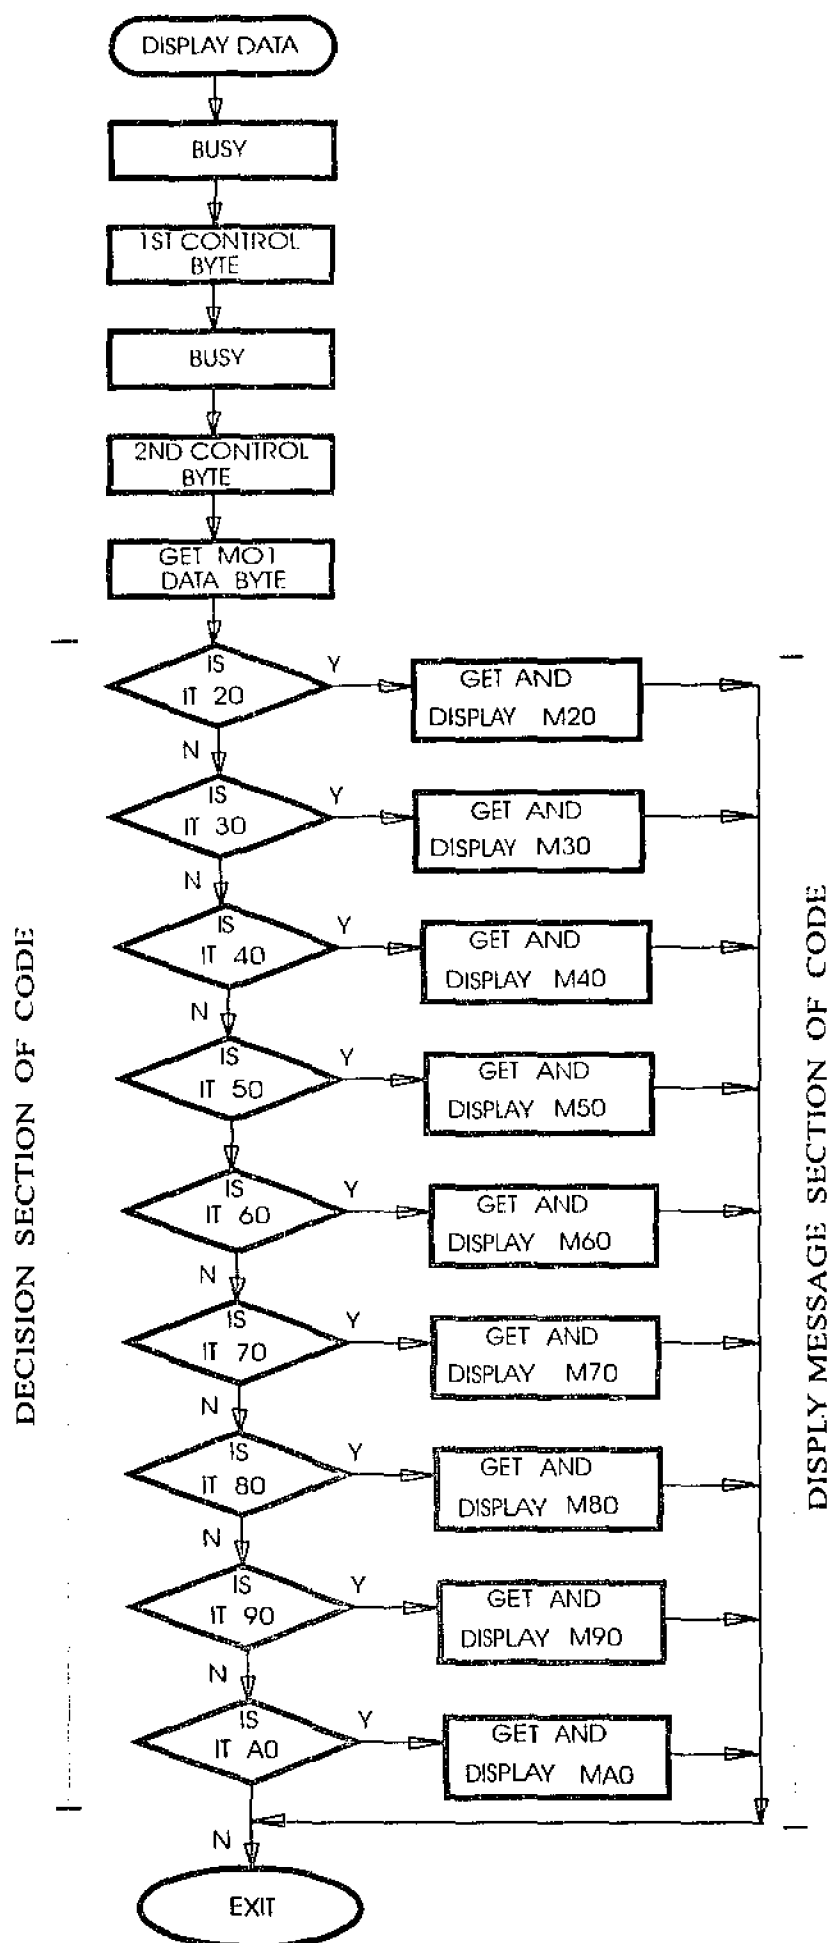 DISPLAY DATA
BUSY
1ST CONTROL
BYTE
BUSY
2ND CONTROL
BYTE
GET MO1
DATA BYTE
IS
IT 20
Y
N
GET AND
DISPLAY M20
IS
IT 30
Y
N
GET AND
DISPLAY M30
IS
IT 40
Y
N
GET AND
DISPLAY M40
IS
IT 50
Y
GET AND
DISPLAY M50
IS
IT 60
Y
N
GET AND
DISPLAY M60
IS
IT 70
Y
N
GET AND
DISPLAY M70
IS
IT 80
Y
N
GET AND
DISPLAY M80
IS
IT 90
Y
N
GET AND
DISPLAY M90
IS
IT A0
Y
N
GET AND
DISPLAY MA0
EXIT
DECISION SECTION OF CODE
DISPLY MESSAGE SECTION OF CODE